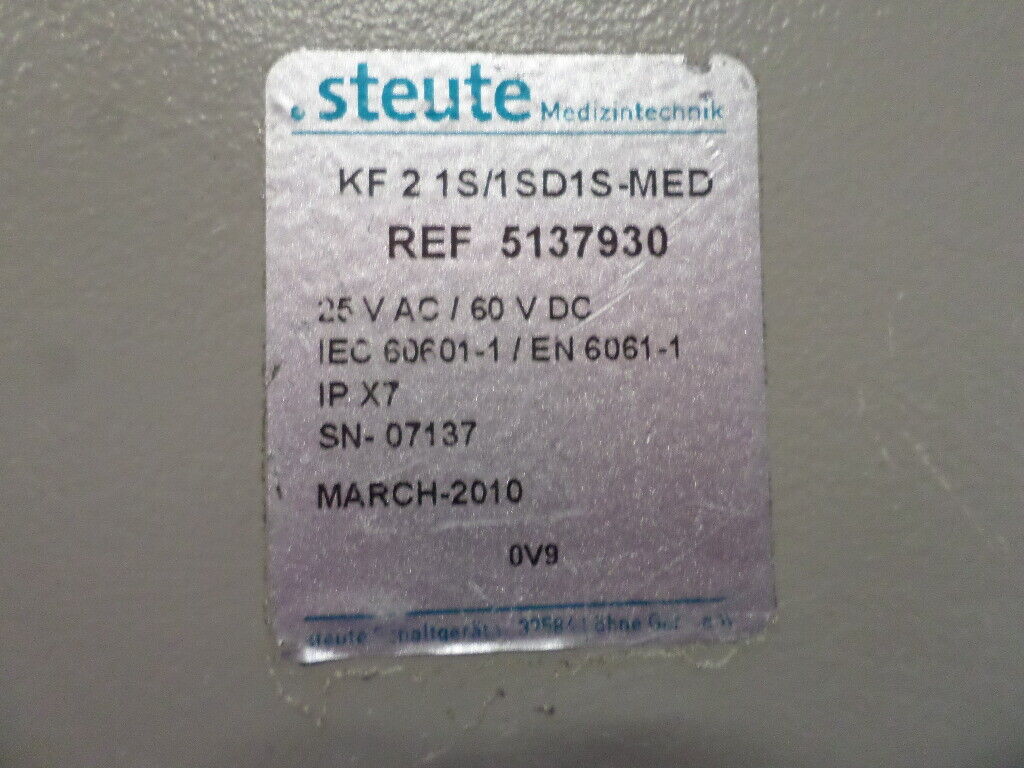 steute Medizintechnik
KF 2 1S/1SD1S-MED
REF 5137930
25 V AC / 60 V DC
IEC 60601-1 / EN 6061-1
IP X7
SN- 07137
MARCH-2010
0V9
steute